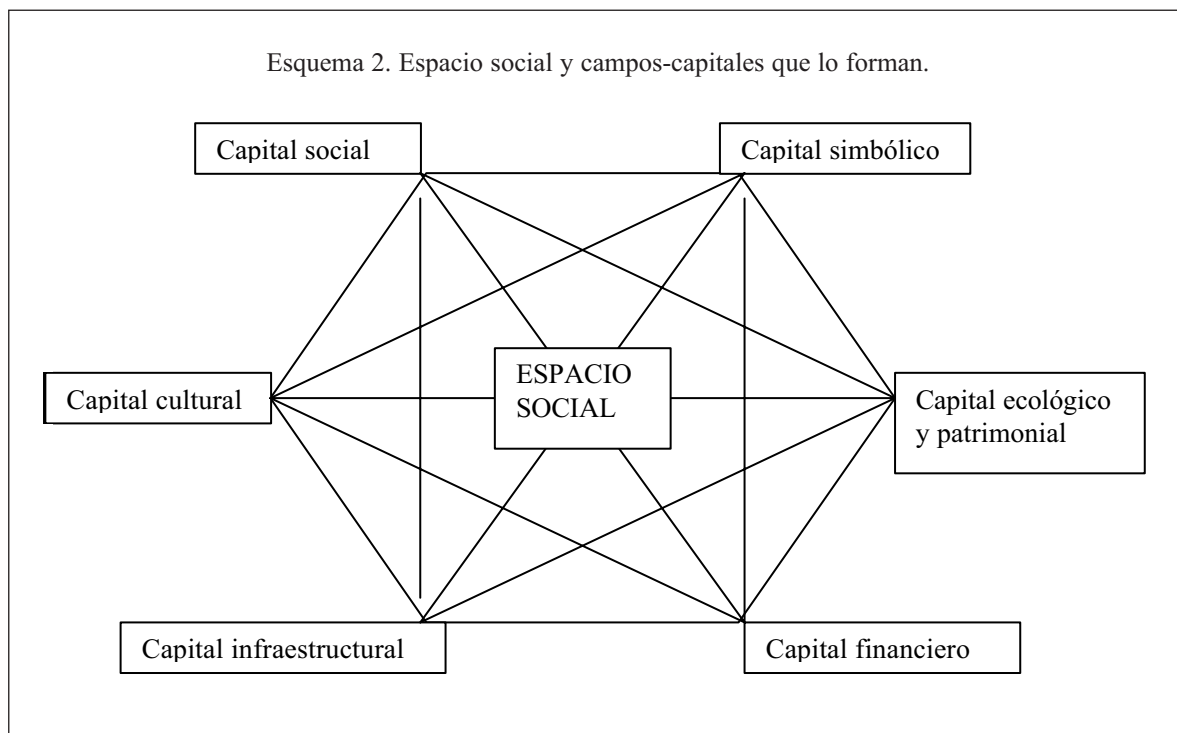 Esquema 2. Espacio social y campos-capitales que lo forman.
Capital social
Capital simbólico
Capital cultural
ESPACIO
SOCIAL
Capital ecológico
y patrimonial
Capital infraestructural
Capital financiero